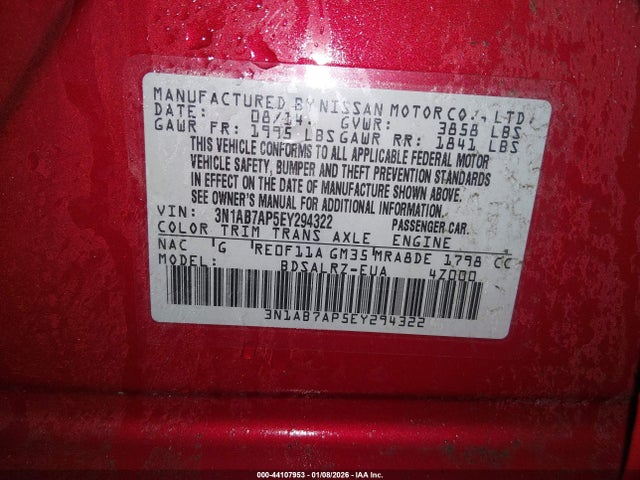 MANUFACTURED BY NISSAN MOTOR CO., LTD.
DATE: 08/14. GVWR: 3858 LBS
GAWR FR: 1995 LBS GAWR RR: 1841 LBS
THIS VEHICLE CONFORMS TO ALL APPLICABLE FEDERAL MOTOR
VEHICLE SAFETY, BUMPER AND THEFT PREVENTION STANDARDS
IN EFFECT ON THE DATE OF MANUFACTURE SHOWN ABOVE.
SEE OWNER'S MANUAL FOR ADDITIONAL INFORMATION.
VIN: 3N1AB7AP5EY294322 PASSENGER CAR.
COLOR TRIM TRANS AXLE ENGINE
NAC G RE0F11A GM35 MRA8DE 1798 CC
MODEL: BDSALRZ-EUA 4Z000
3N1AB7AP5EY294322
000-44107953 - 01/08/2026 - IAA Inc.